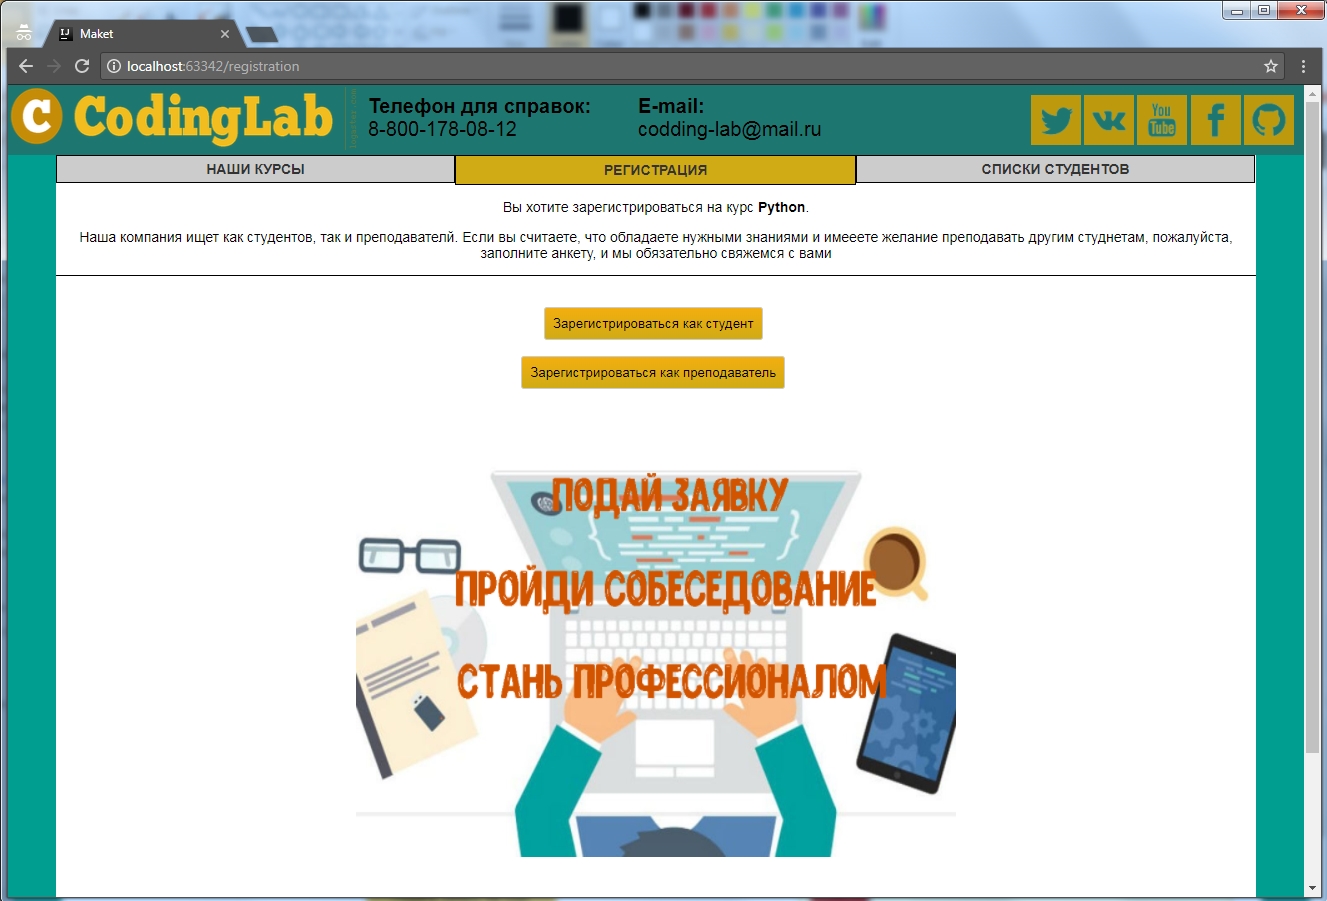 Maket
localhost:63342/registration
C CodingLab
Телефон для справок:
8-800-178-08-12
E-mail:
codding-lab@mail.ru
You
Tube
НАШИ КУРСЫ
РЕГИСТРАЦИЯ
СПИСКИ СТУДЕНТОВ
Вы хотите зарегистрироваться на курс Python.
Наша компания ищет как студентов, так и преподавателй. Если вы считаете, что обладаете нужными знаниями и имееете желание преподавать другим студнетам, пожалуйста,
заполните анкету, и мы обязательно свяжемся с вами
Зарегистрироваться как студент
Зарегистрироваться как преподаватель
ПОДАЙ ЗАЯВКУ
ПРОЙДИ СОБЕСЕДОВАНИЕ
СТАНЬ ПРОФЕССИОНАЛОМ